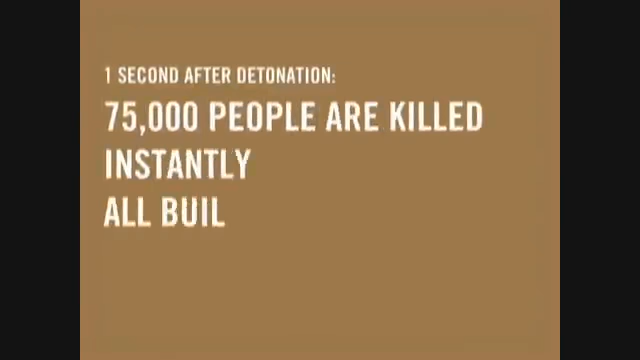 1 SECOND AFTER DETONATION:
75,000 PEOPLE ARE KILLED
INSTANTLY
ALL BUIL